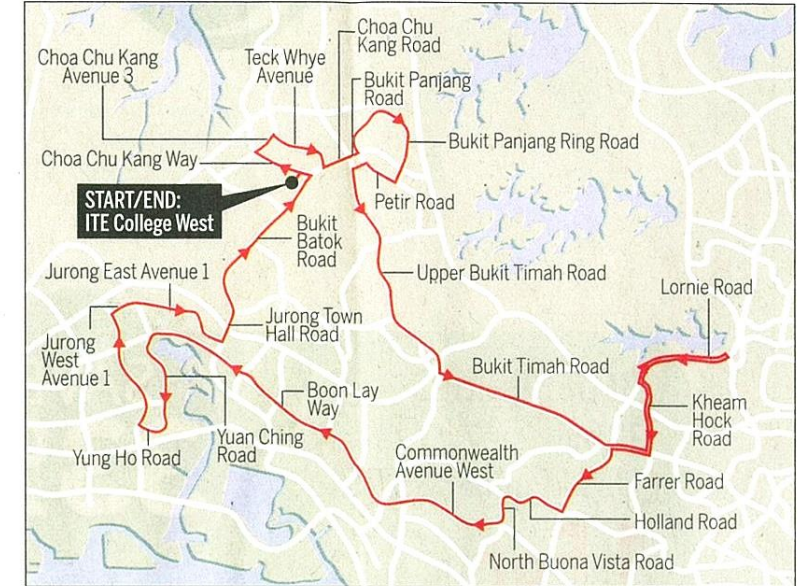 Choa Chu
Kang Road
Choa Chu Kang
Avenue 3
Teck Whye
Avenue
Bukit Panjang
Road
Bukit Panjang Ring Road
Choa Chu Kang Way
Petir Road
START/END:
ITE College West
Bukit
Batok
Road
Jurong East Avenue 1
Upper Bukit Timah Road
Lornie Road
Jurong Town
Hall Road
Jurong
West
Avenue 1
Bukit Timah Road
Boon Lay
Way
Kheam
Hock
Road
Yuan Ching
Road
Yung Ho Road
Commonwealth
Avenue West
Farrer Road
Holland Road
North Buona Vista Road